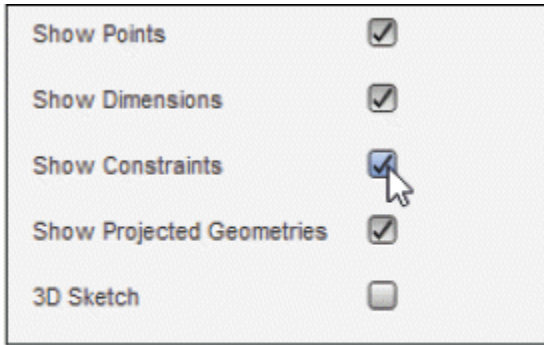 Show Points
Show Dimensions
Show Constraints
Show Projected Geometries
3D Sketch